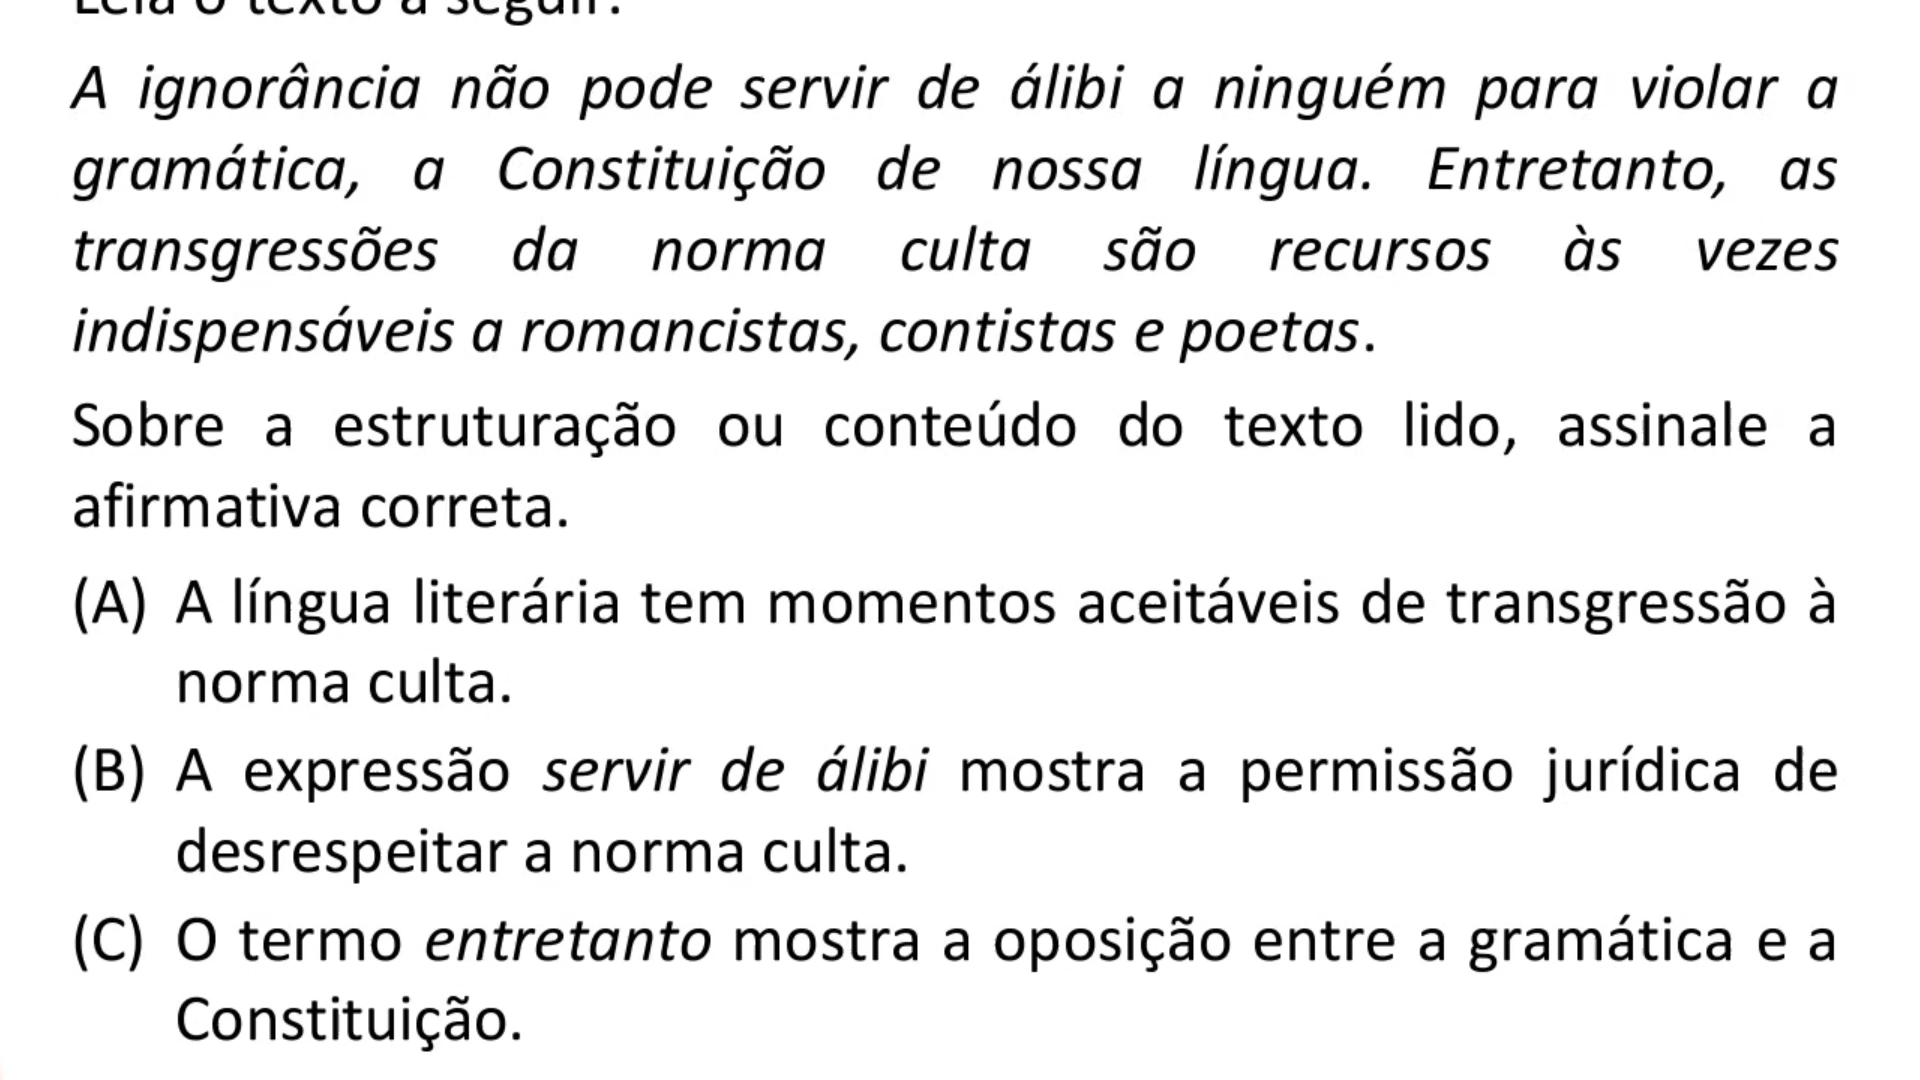 Leia o texto a seguir.
A ignorância não pode servir de álibi a ninguém para violar a
gramática, a Constituição de nossa língua. Entretanto, as
transgressões da norma culta são recursos às vezes
indispensáveis a romancistas, contistas e poetas.
Sobre a estruturação ou conteúdo do texto lido, assinale a
afirmativa correta.
(A) A língua literária tem momentos aceitáveis de transgressão à
norma culta.
(B) A expressão servir de álibi mostra a permissão jurídica de
desrespeitar a norma culta.
(C) O termo entretanto mostra a oposição entre a gramática e a
Constituição.